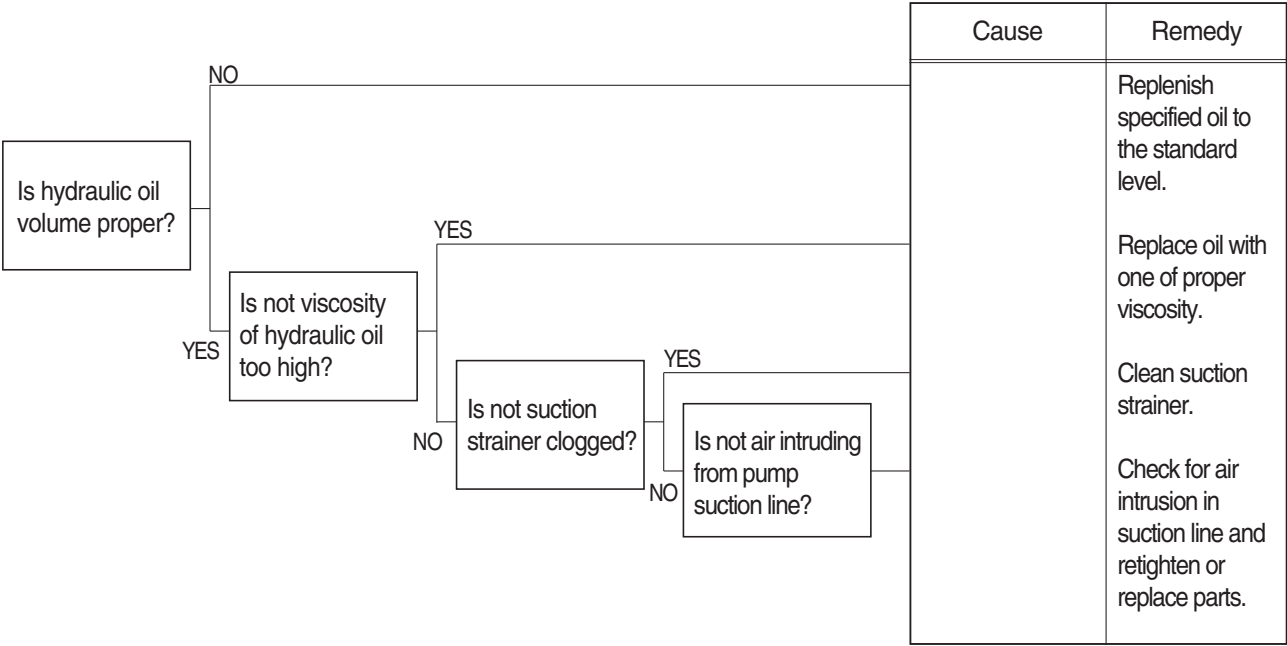 Cause
Remedy
NO
Is hydraulic oil
volume proper?
YES
Is not viscosity
of hydraulic oil
too high?
YES
NO
Is not suction
strainer clogged?
YES
NO
Is not air intruding
from pump
suction line?
Replenish
specified oil to
the standard
level.
Replace oil with
one of proper
viscosity.
Clean suction
strainer.
Check for air
intrusion in
suction line and
retighten or
replace parts.